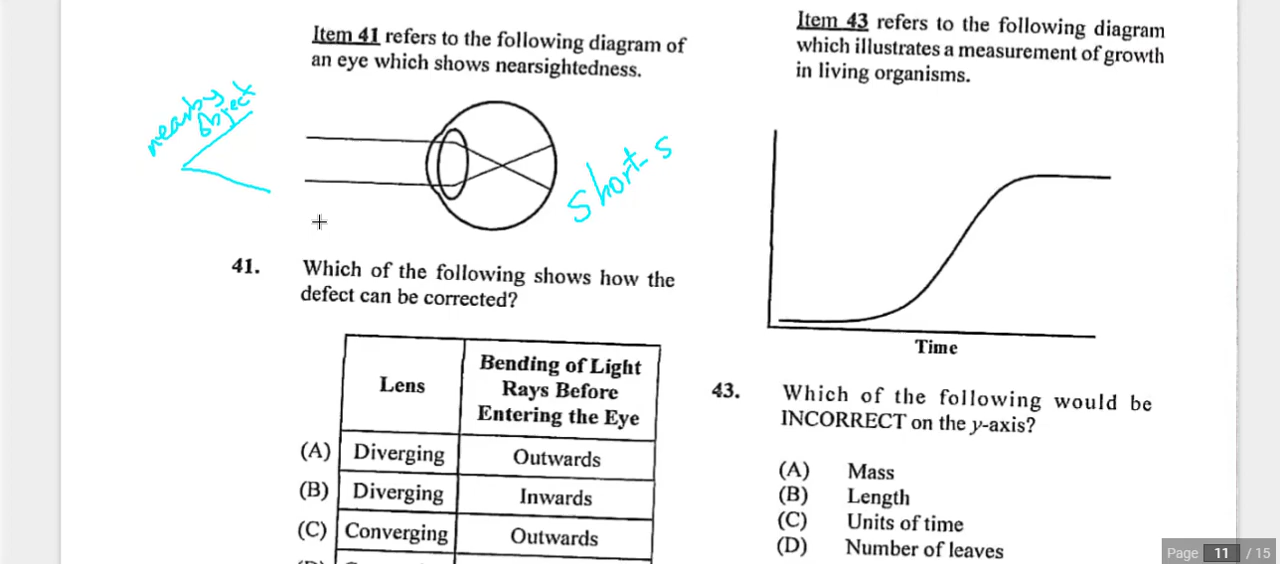 Item 41 refers to the following diagram of
an eye which shows nearsightedness.
nearby
object
short-s
41. Which of the following shows how the
defect can be corrected?
Lens
Bending of Light
Rays Before
Entering the Eye
(A) Diverging Outwards
(B) Diverging Inwards
(C) Converging Outwards
Item 43 refers to the following diagram
which illustrates a measurement of growth
in living organisms.
Time
43. Which of the following would be
INCORRECT on the y-axis?
(A) Mass
(B) Length
(C) Units of time
(D) Number of leaves
Page 11 / 15